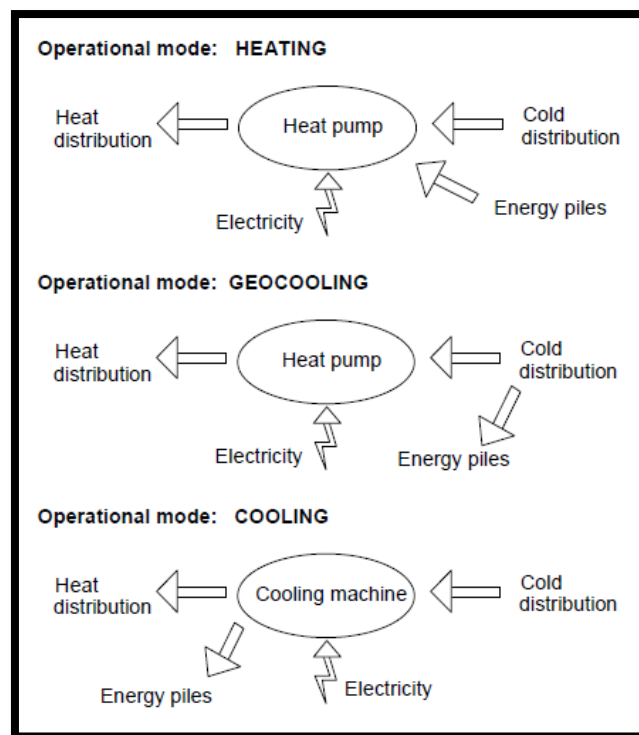 Operational mode: HEATING
Heat
distribution
Heat pump
Cold
distribution
Energy piles
Electricity
Operational mode: GEOCOOLING
Heat
distribution
Heat pump
Cold
distribution
Electricity
Energy piles
Operational mode: COOLING
Heat
distribution
Cooling machine
Cold
distribution
Energy piles
Electricity